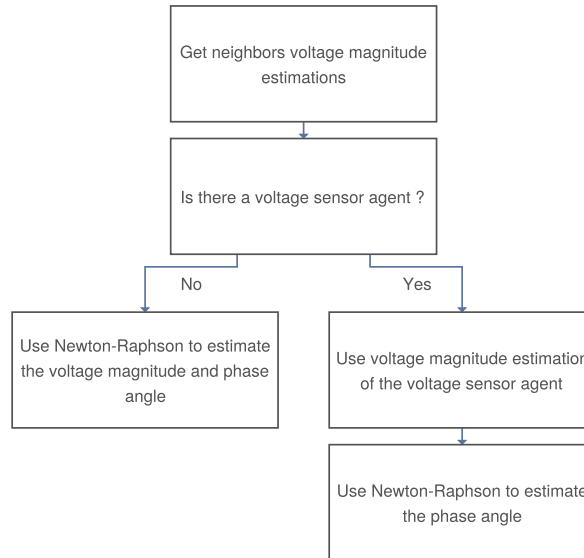 Get neighbors voltage magnitude
estimations
Is there a voltage sensor agent ?
No
Yes
Use Newton-Raphson to estimate
the voltage magnitude and phase
angle
Use voltage magnitude estimation
of the voltage sensor agent
Use Newton-Raphson to estimate
the phase angle